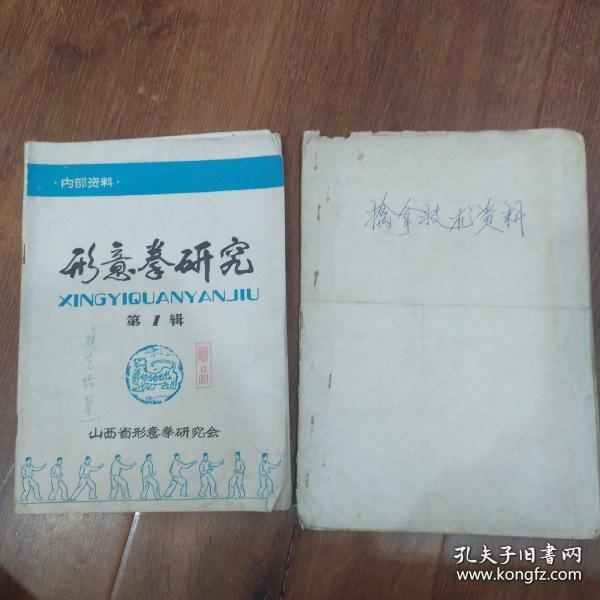 ·内部资料·
形意拳研究
XINGYIQUANYANJIU
第1辑
赠品
山西省形意拳研究会
擒拿技术资料
孔夫子旧书网
www.kongfz.com